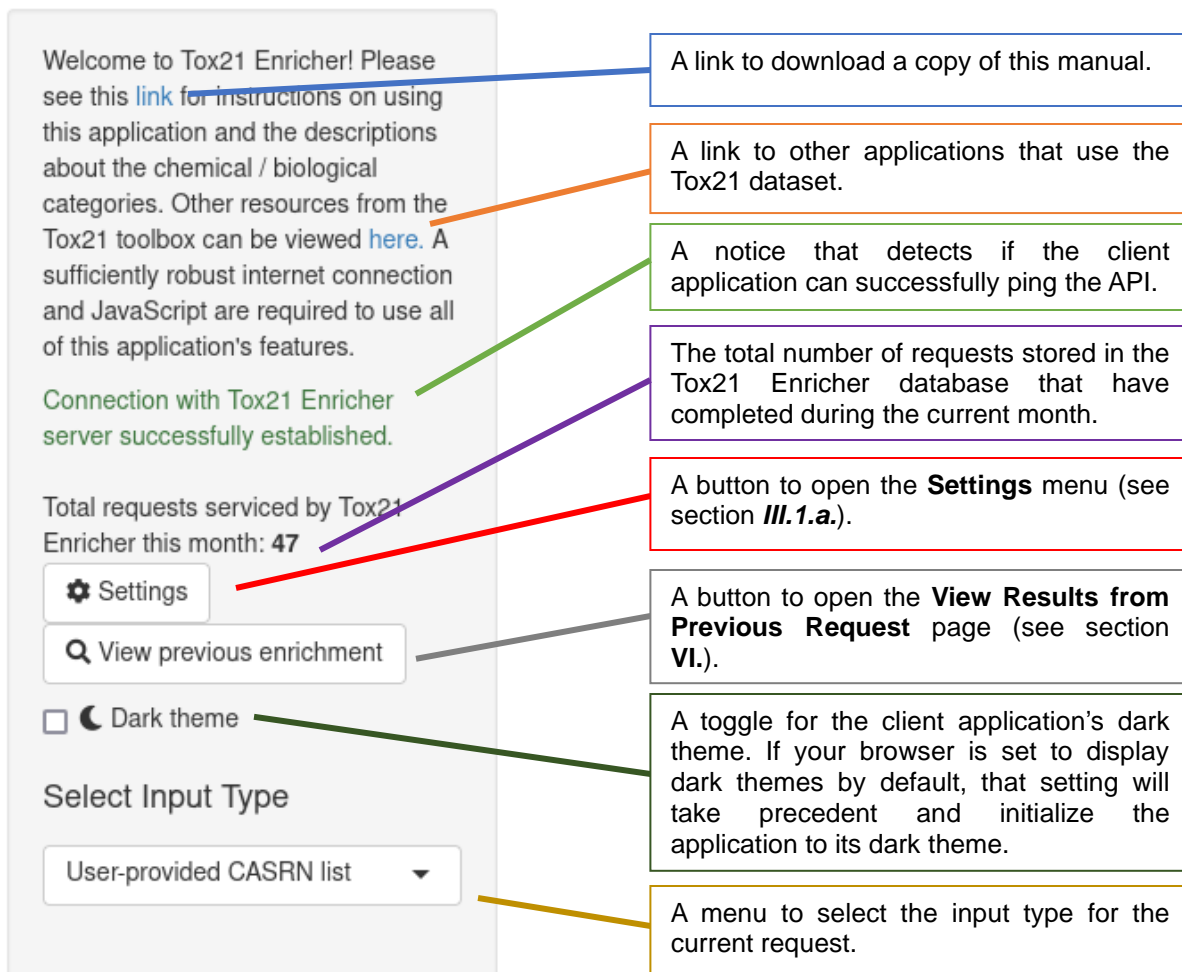 Welcome to Tox21 Enricher! Please
see this link for instructions on using
this application and the descriptions
about the chemical / biological
categories. Other resources from the
Tox21 toolbox can be viewed here. A
sufficiently robust internet connection
and JavaScript are required to use all
of this application's features.
Connection with Tox21 Enricher
server successfully established.
Total requests serviced by Tox21
Enricher this month: 47
Settings
View previous enrichment
Dark theme
Select Input Type
User-provided CASRN list
A link to download a copy of this manual.
A link to other applications that use the
Tox21 dataset.
A notice that detects if the client
application can successfully ping the API.
The total number of requests stored in the
Tox21 Enricher database that have
completed during the current month.
A button to open the Settings menu (see
section III.1.a.).
A button to open the View Results from
Previous Request page (see section
VI.).
A toggle for the client application’s dark
theme. If your browser is set to display
dark themes by default, that setting will
take precedent and initialize the
application to its dark theme.
A menu to select the input type for the
current request.